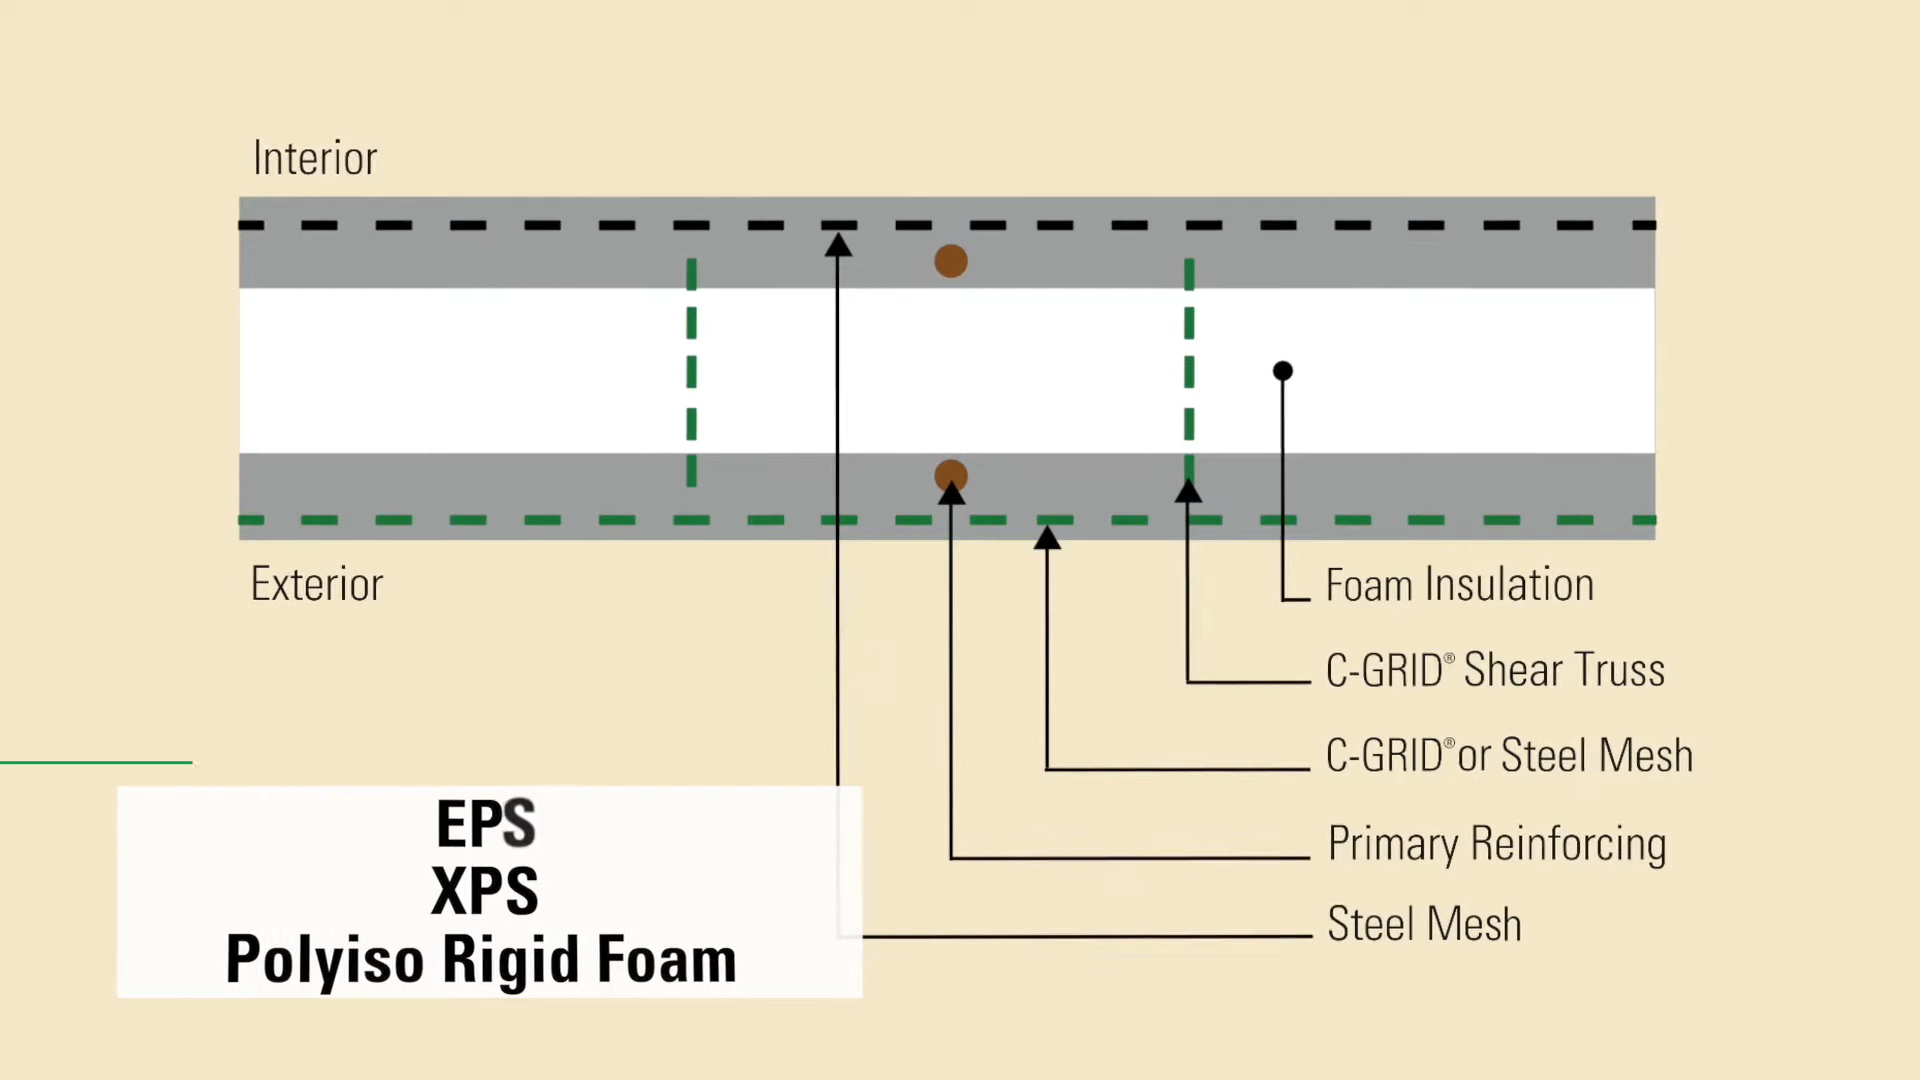 Interior
Exterior
Foam Insulation
C-GRID® Shear Truss
C-GRID® or Steel Mesh
Primary Reinforcing
Steel Mesh
EPS
XPS
Polyiso Rigid Foam